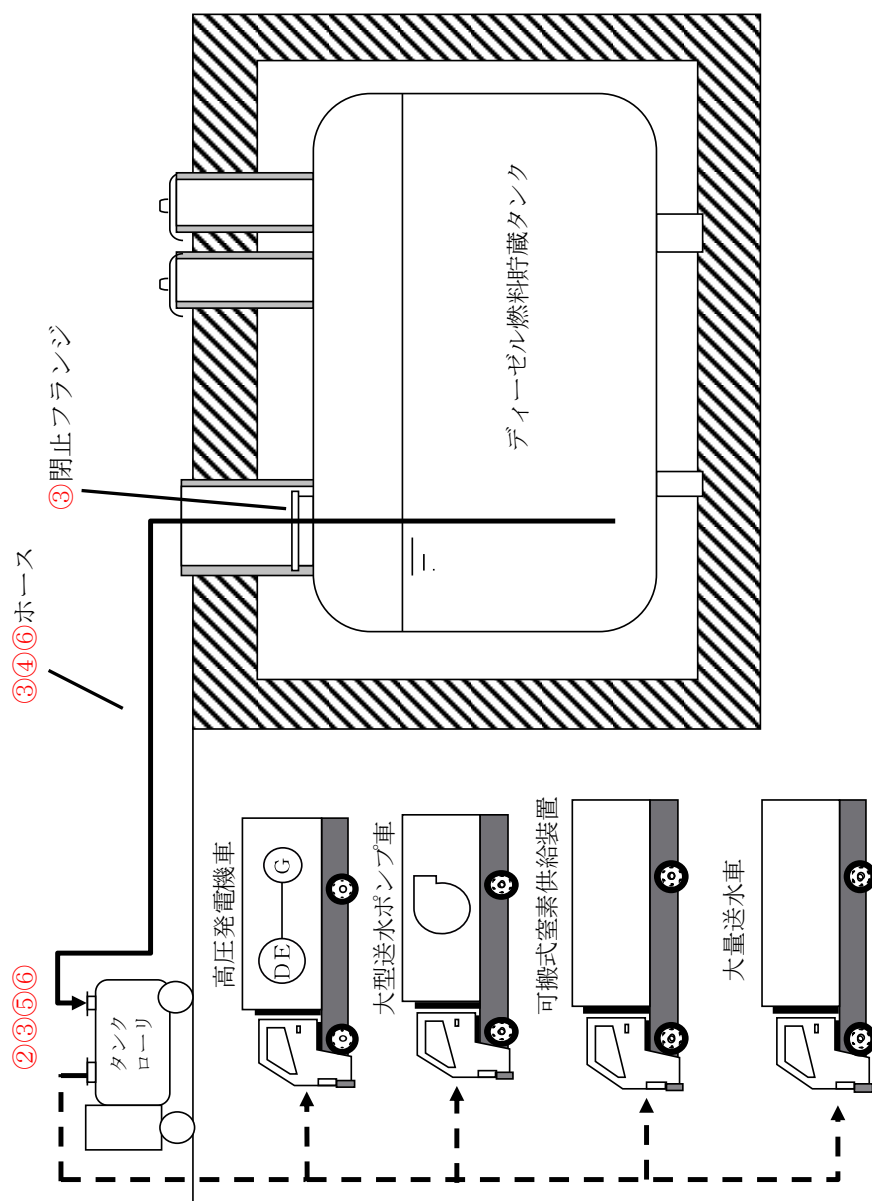 ②③⑤⑥
③④⑥ホース
③閉止フランジ
タンク
ローリ
ディーゼル燃料貯蔵タンク
高圧発電機車
DE
G
大型送水ポンプ車
可搬式窒素供給装置
大量送水車